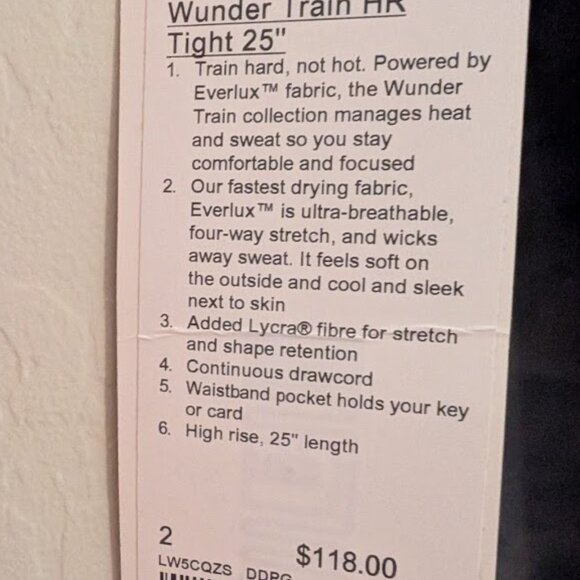 Wunder Train HR
Tight 25"
1. Train hard, not hot. Powered by
Everlux™ fabric, the Wunder
Train collection manages heat
and sweat so you stay
comfortable and focused
2. Our fastest drying fabric,
Everlux™ is ultra-breathable,
four-way stretch, and wicks
away sweat. It feels soft on
the outside and cool and sleek
next to skin
3. Added Lycra® fibre for stretch
and shape retention
4. Continuous drawcord
5. Waistband pocket holds your key
or card
6. High rise, 25" length
2
$118.00
LW5CQZS DDPG